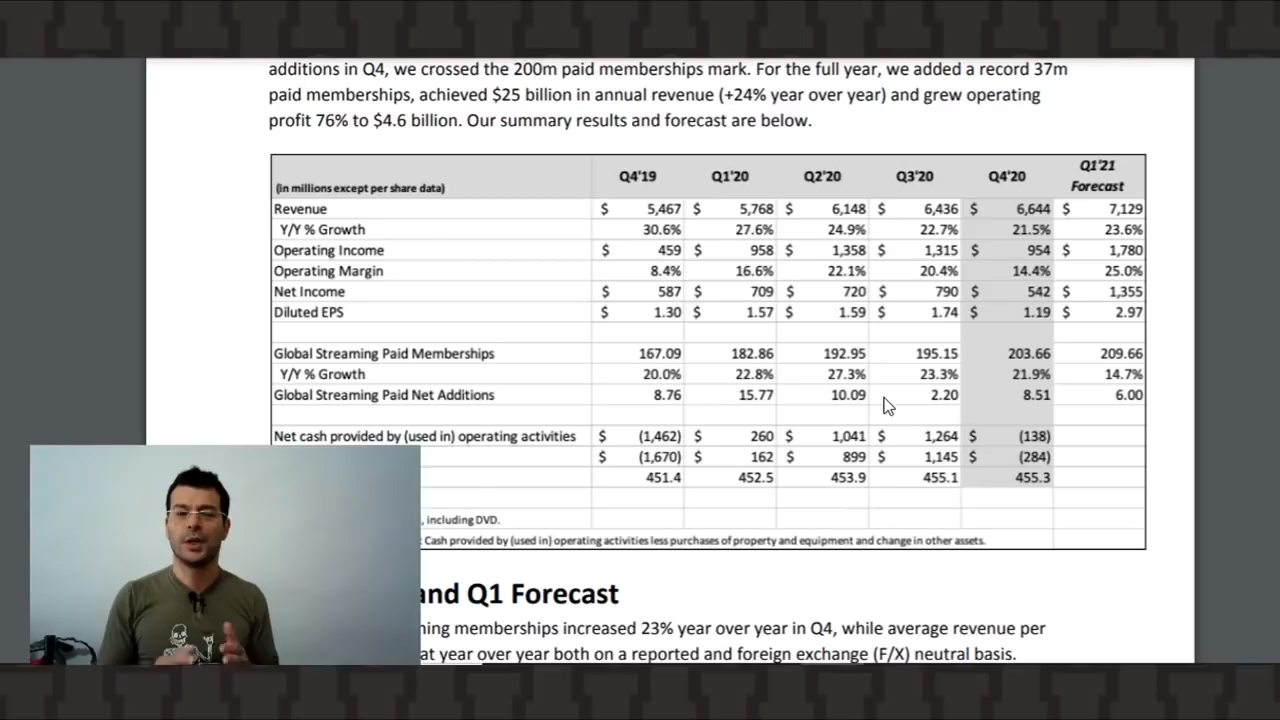 additions in Q4, we crossed the 200m paid memberships mark. For the full year, we added a record 37m
paid memberships, achieved $25 billion in annual revenue (+24% year over year) and grew operating
profit 76% to $4.6 billion. Our summary results and forecast are below.
(in millions except per share data) Q4'19 Q1'20 Q2'20 Q3'20 Q4'20 Q1'21 Forecast
Revenue $ 5,467 $ 5,768 $ 6,148 $ 6,436 $ 6,644 $ 7,129
Y/Y % Growth 30.6% 27.6% 24.9% 22.7% 21.5% 23.6%
Operating Income $ 459 $ 958 $ 1,358 $ 1,315 $ 954 $ 1,780
Operating Margin 8.4% 16.6% 22.1% 20.4% 14.4% 25.0%
Net Income $ 587 $ 709 $ 720 $ 790 $ 542 $ 1,355
Diluted EPS $ 1.30 $ 1.57 $ 1.59 $ 1.74 $ 1.19 $ 2.97
Global Streaming Paid Memberships 167.09 182.86 192.95 195.15 203.66 209.66
Y/Y % Growth 20.0% 22.8% 27.3% 23.3% 21.9% 14.7%
Global Streaming Paid Net Additions 8.76 15.77 10.09 2.20 8.51 6.00
Net cash provided by (used in) operating activities $ (1,462) $ 260 $ 1,041 $ 1,264 $ (138)
$ (1,670) $ 162 $ 899 $ 1,145 $ (284)
451.4 452.5 453.9 455.1 455.3
, including DVD.
: Cash provided by (used in) operating activities less purchases of property and equipment and change in other assets.
and Q1 Forecast
ning memberships increased 23% year over year in Q4, while average revenue per
at year over year both on a reported and foreign exchange (F/X) neutral basis.